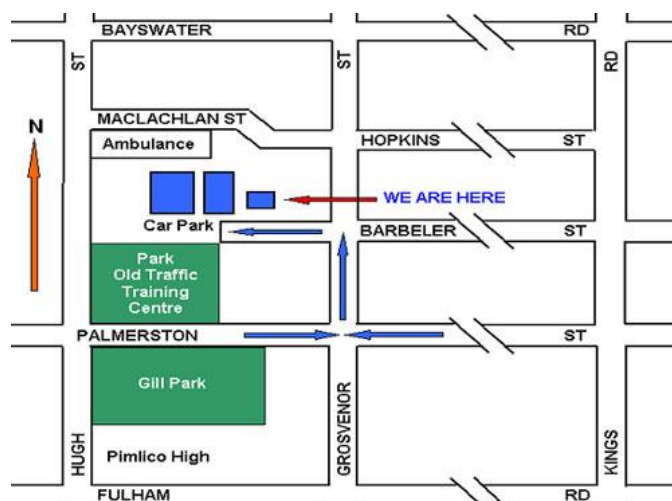 BAYSWATER RD
ST ST RD
MACLACHLAN ST
N
Ambulance
HOPKINS ST
WE ARE HERE
Car Park
BARBELER ST
Park
Old Traffic
Training
Centre
PALMERSTON ST
Gill Park
HUGH
GROSVENOR
KINGS
Pimlico High
FULHAM RD